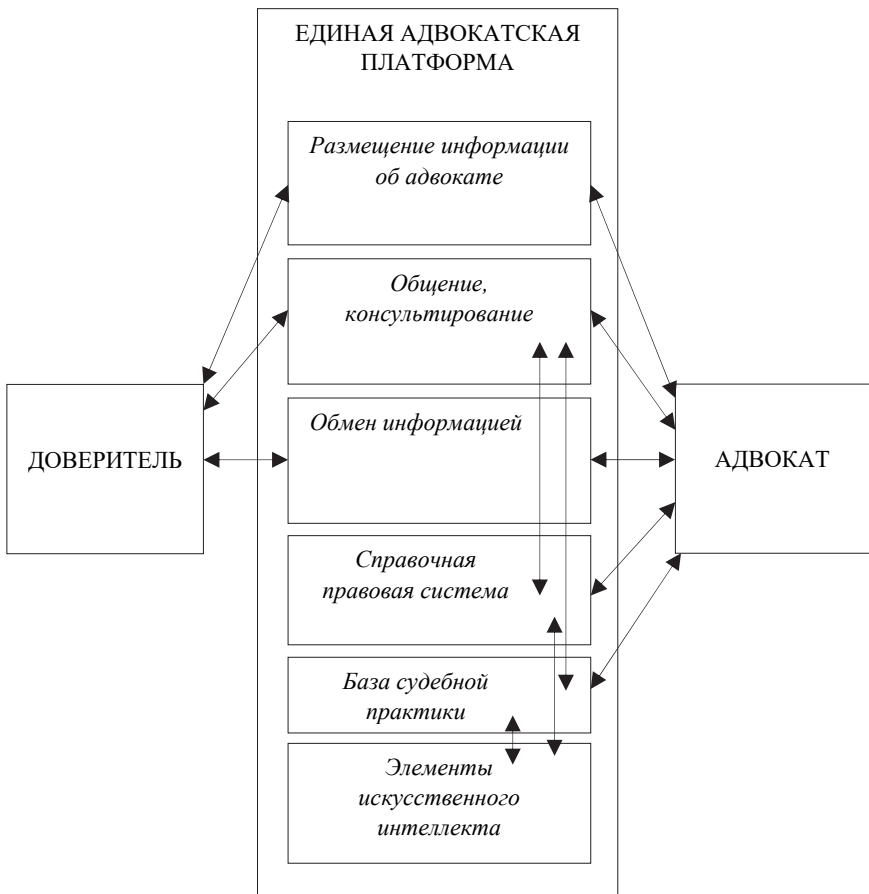 ЕДИНАЯ АДВОКАТСКАЯ
ПЛАТФОРМА
Размещение информации
об адвокате
Общение,
консультирование
ДОВЕРИТЕЛЬ
Обмен информацией
АДВОКАТ
Справочная
правовая система
База судебной
практики
Элементы
искусственного
интеллекта